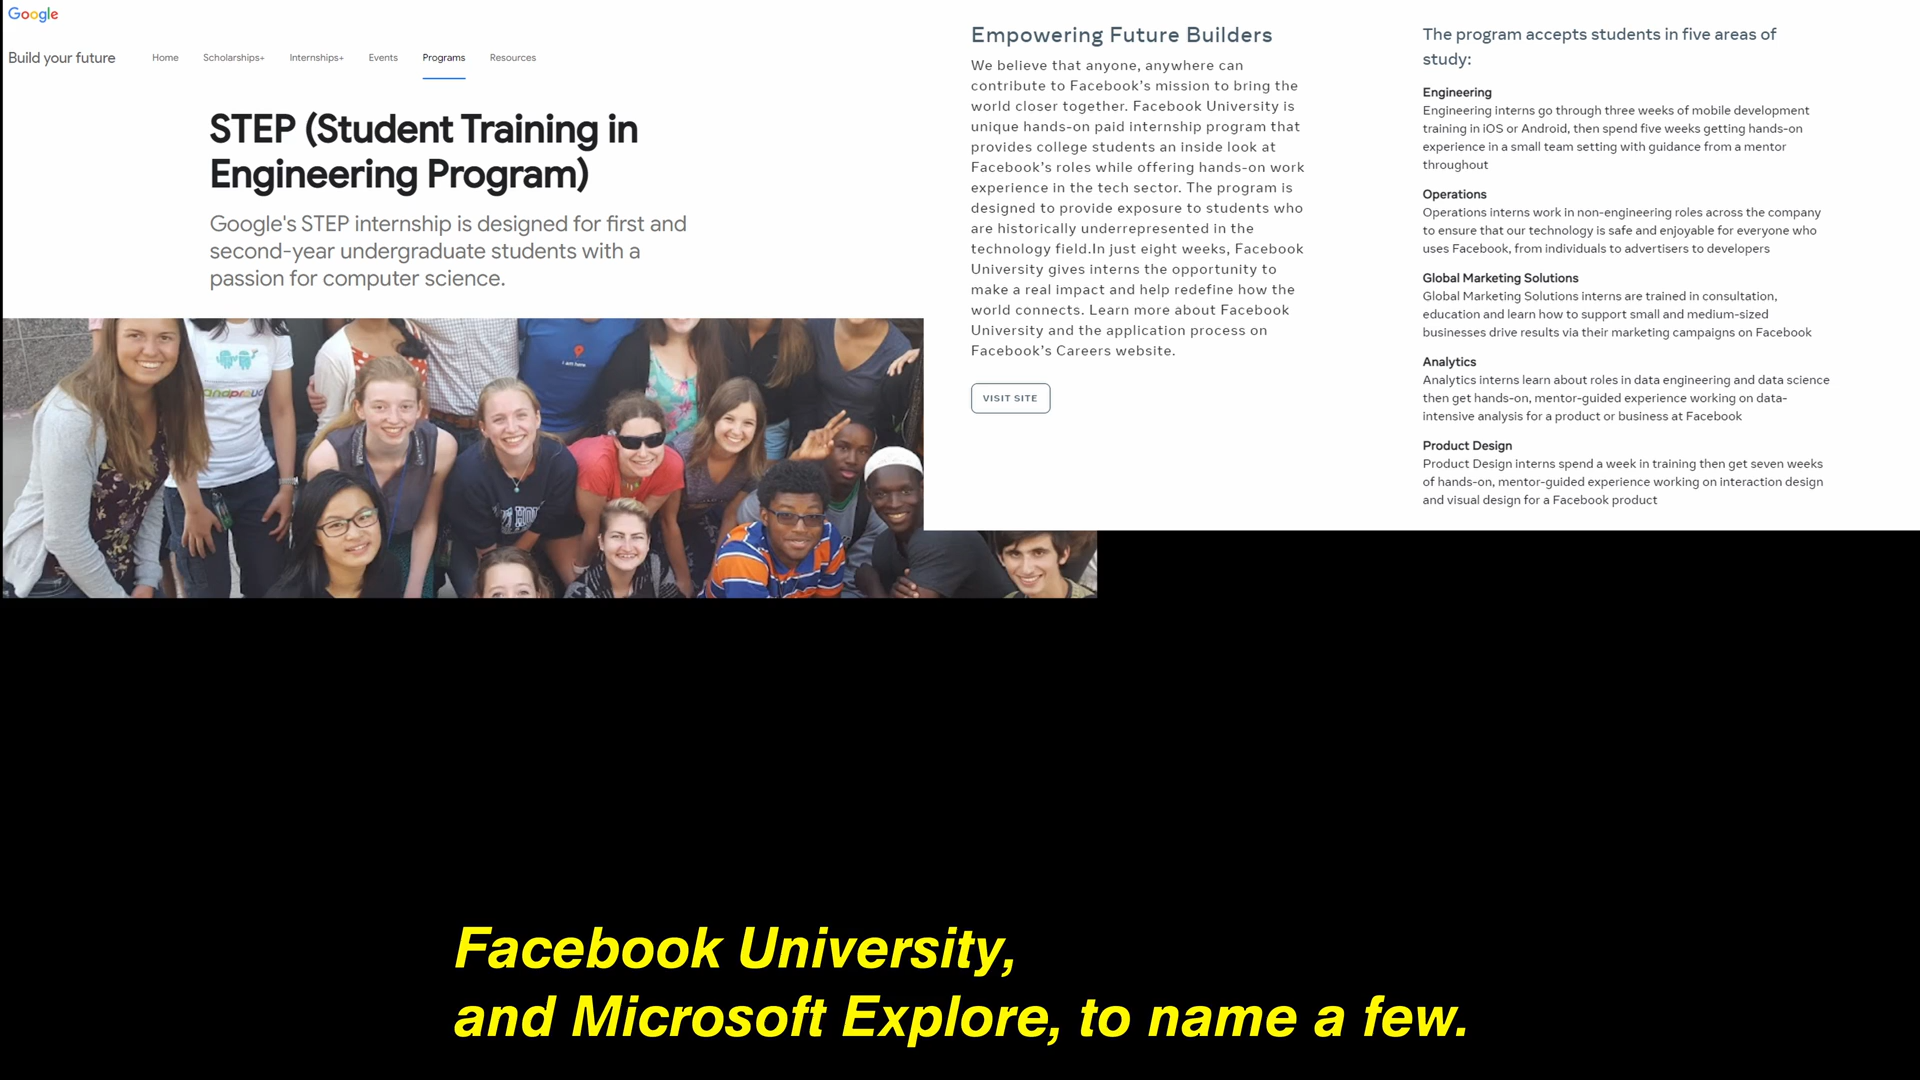 Google
Build your future
Home
Scholarships+
Internships+
Events
Programs
Resources
STEP (Student Training in
Engineering Program)
Google's STEP internship is designed for first and
second-year undergraduate students with a
passion for computer science.
androud
i am here
Empowering Future Builders
We believe that anyone, anywhere can
contribute to Facebook's mission to bring the
world closer together. Facebook University is
unique hands-on paid internship program that
provides college students an inside look at
Facebook's roles while offering hands-on work
experience in the tech sector. The program is
designed to provide exposure to students who
are historically underrepresented in the
technology field.In just eight weeks, Facebook
University gives interns the opportunity to
make a real impact and help redefine how the
world connects. Learn more about Facebook
University and the application process on
Facebook's Careers website.
VISIT SITE
The program accepts students in five areas of
study:
Engineering
Engineering interns go through three weeks of mobile development
training in iOS or Android, then spend five weeks getting hands-on
experience in a small team setting with guidance from a mentor
throughout
Operations
Operations interns work in non-engineering roles across the company
to ensure that our technology is safe and enjoyable for everyone who
uses Facebook, from individuals to advertisers to developers
Global Marketing Solutions
Global Marketing Solutions interns are trained in consultation,
education and learn how to support small and medium-sized
businesses drive results via their marketing campaigns on Facebook
Analytics
Analytics interns learn about roles in data engineering and data science
then get hands-on, mentor-guided experience working on data-
intensive analysis for a product or business at Facebook
Product Design
Product Design interns spend a week in training then get seven weeks
of hands-on, mentor-guided experience working on interaction design
and visual design for a Facebook product
Facebook University,
and Microsoft Explore, to name a few.